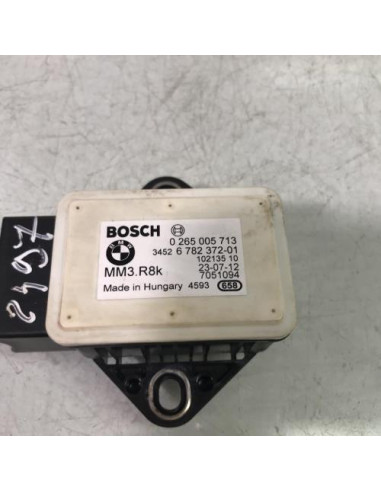 BOSCH 0 265 005 713
3452 6 782 372-01
102135 10
MM3.R8k 23-07-12
7051094
Made in Hungary 4593 658
BMW
2497